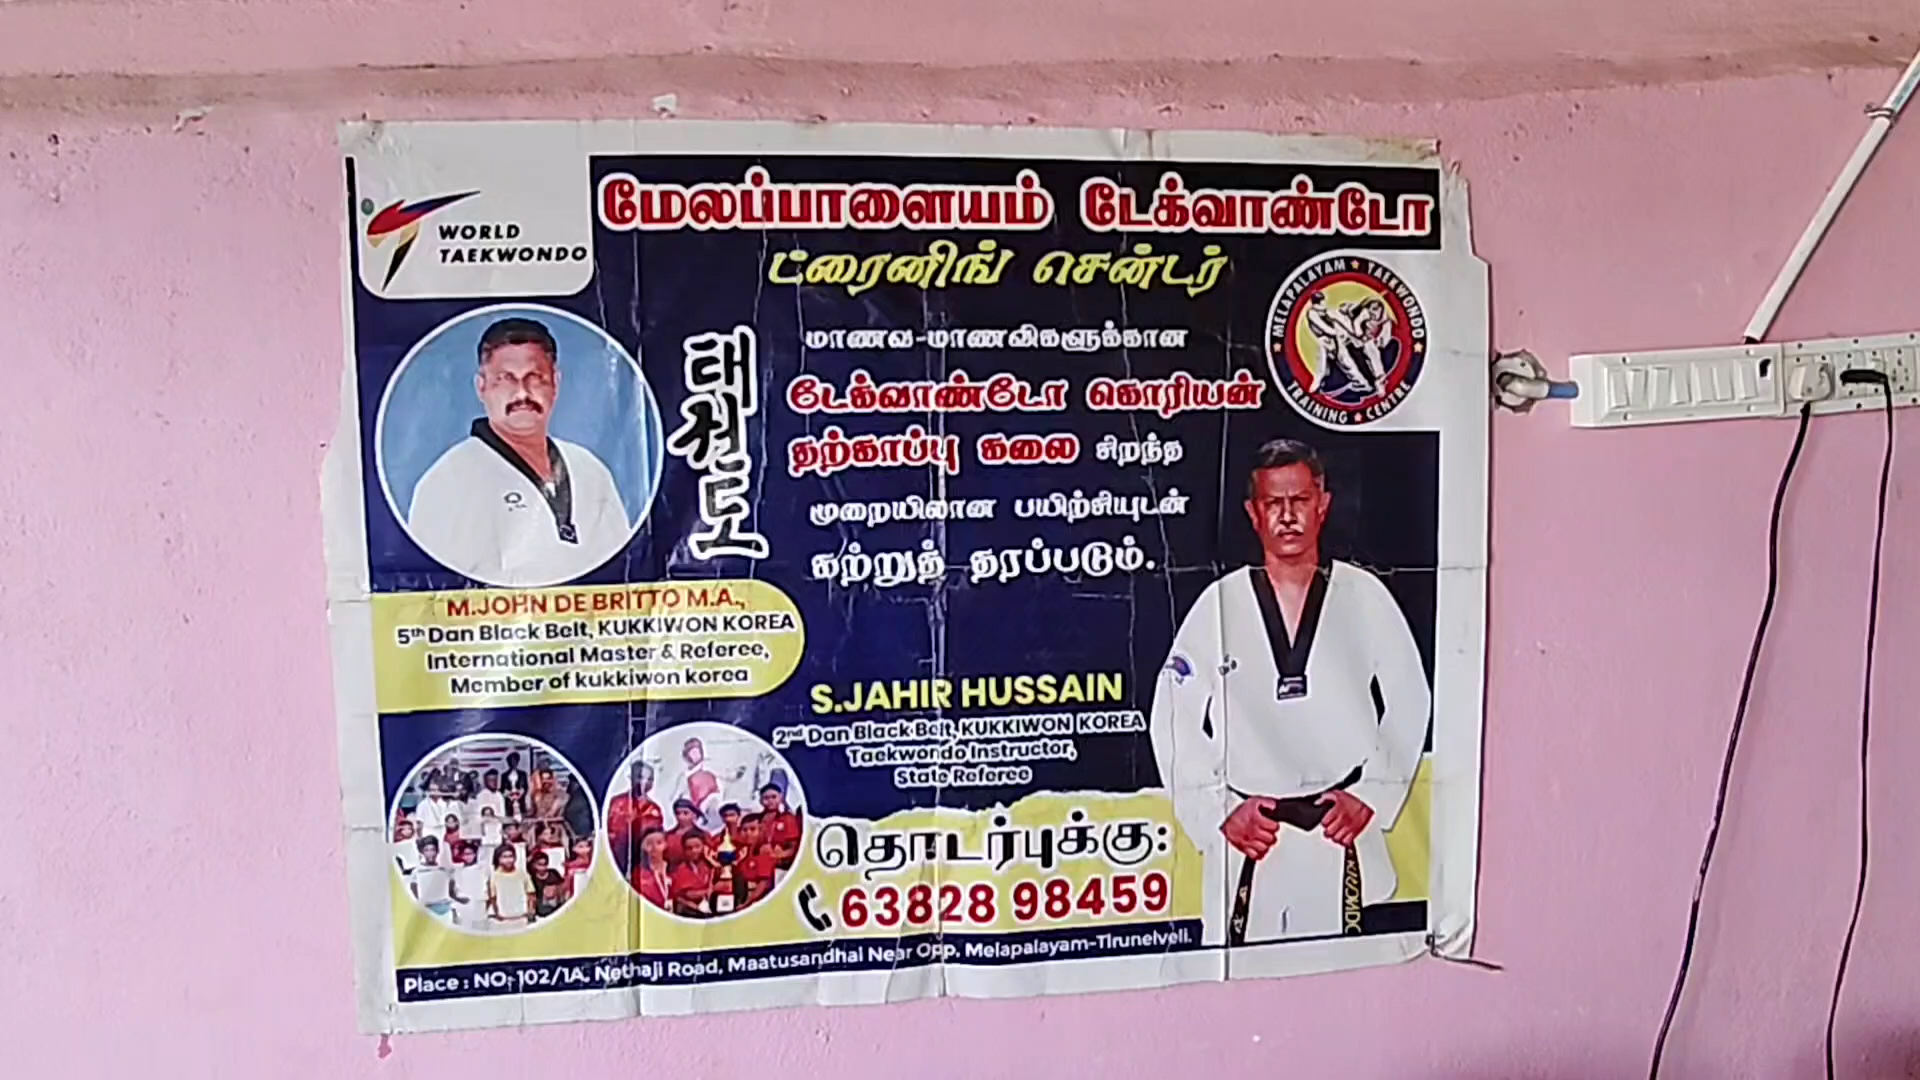 WORLD
TAEKWONDO
மேலப்பாளையம் டேக்வாண்டோ
ட்ரைனிங் சென்டர்
MELAPALAYAM ★ TAEKWONDO ★ TRAINING ★ CENTRE ★
태권도
மாணவ-மாணவிகளுக்கான
டேக்வாண்டோ கொரியன்
தற்காப்பு கலை சிறந்த
முறையிலான பயிற்சியுடன்
கற்றுத் தரப்படும்.
M.JOHN DE BRITTO M.A.,
5th Dan Black Belt, KUKKIWON KOREA
International Master & Referee,
Member of kukkiwon korea
S.JAHIR HUSSAIN
2nd Dan Black Belt, KUKKIWON KOREA
Taekwondo Instructor,
State Referee
தொடர்புக்கு:
63828 98459
Place : NO:-102/1A, Nethaji Road, Maatusandhai Near Opp. Melapalayam-Tirunelveli.